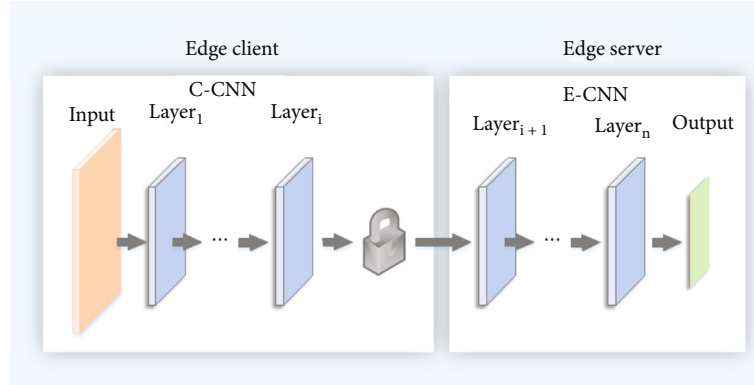 Edge client
Edge server
C-CNN
E-CNN
Input
Layer₁
Layerᵢ
Layerᵢ ₊ ₁
Layerₙ
Output
...
...